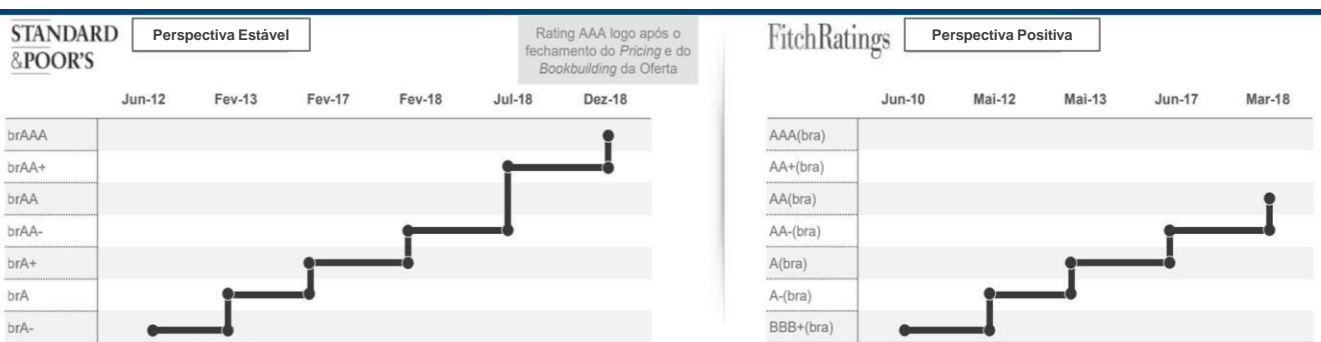 STANDARD
&POOR'S
Perspectiva Estável
Rating AAA logo após o
fechamento do Pricing e do
Bookbuilding da Oferta
Jun-12 Fev-13 Fev-17 Fev-18 Jul-18 Dez-18
brAAA
brAA+
brAA
brAA-
brA+
brA
brA-
FitchRatings
Perspectiva Positiva
Jun-10 Mai-12 Mai-13 Jun-17 Mar-18
AAA(bra)
AA+(bra)
AA(bra)
AA-(bra)
A(bra)
A-(bra)
BBB+(bra)